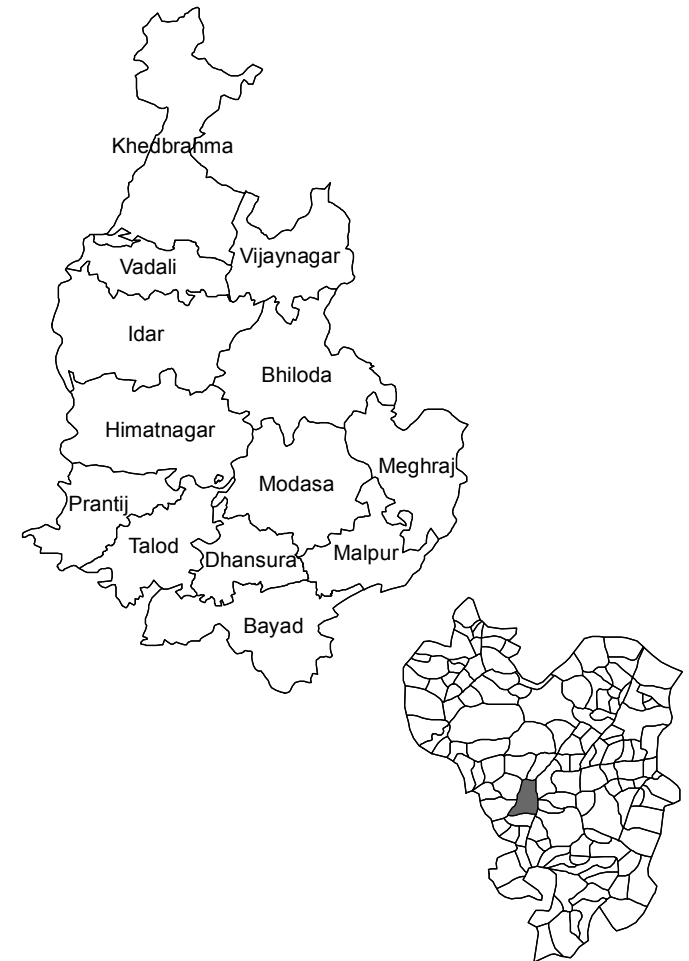 Khedbrahma
Vijaynagar
Vadali
Idar
Bhiloda
Himatnagar
Meghraj
Modasa
Prantij
Talod
Malpur
Dhansura
Bayad